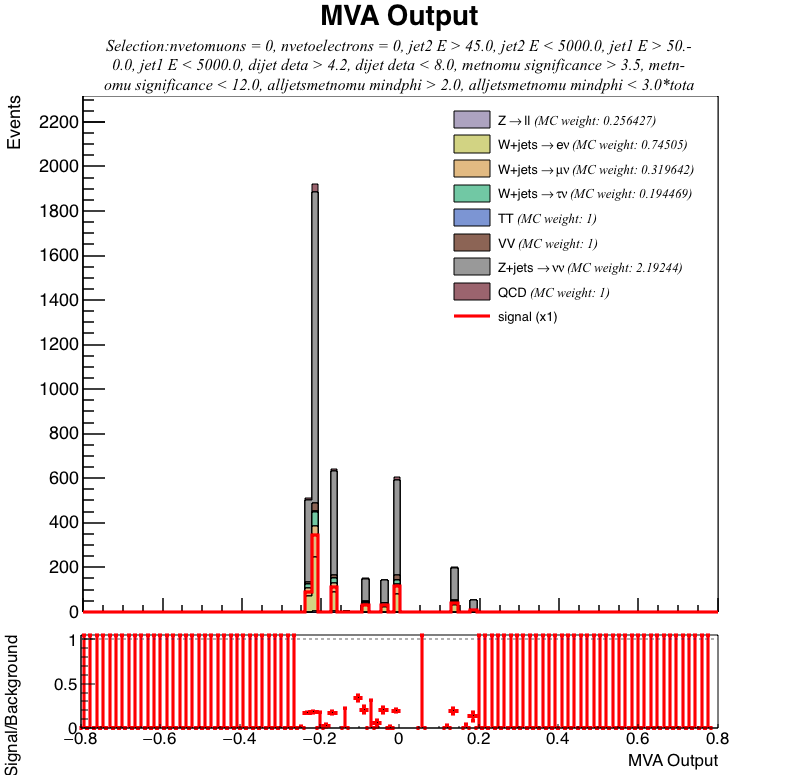 MVA Output
Selection:nvetomuons = 0, nvetoelectrons = 0, jet2 E > 45.0, jet2 E < 5000.0, jet1 E > 50.-
0.0, jet1 E < 5000.0, dijet deta > 4.2, dijet deta < 8.0, metnomu significance > 3.5, metn-
omu significance < 12.0, alljetsmetnomu mindphi > 2.0, alljetsmetnomu mindphi < 3.0*tota
Events
2200
2000
1800
1600
1400
1200
1000
800
600
400
200
0
Z→ll (MC weight: 0.256427)
W+jets→eν (MC weight: 0.74505)
W+jets→μν (MC weight: 0.319642)
W+jets→τν (MC weight: 0.194469)
TT (MC weight: 1)
VV (MC weight: 1)
Z+jets→νν (MC weight: 2.19244)
QCD (MC weight: 1)
signal (x1)
Signal/Background
1
0.5
0
−0.8 −0.6 −0.4 −0.2 0 0.2 0.4 0.6 0.8
MVA Output